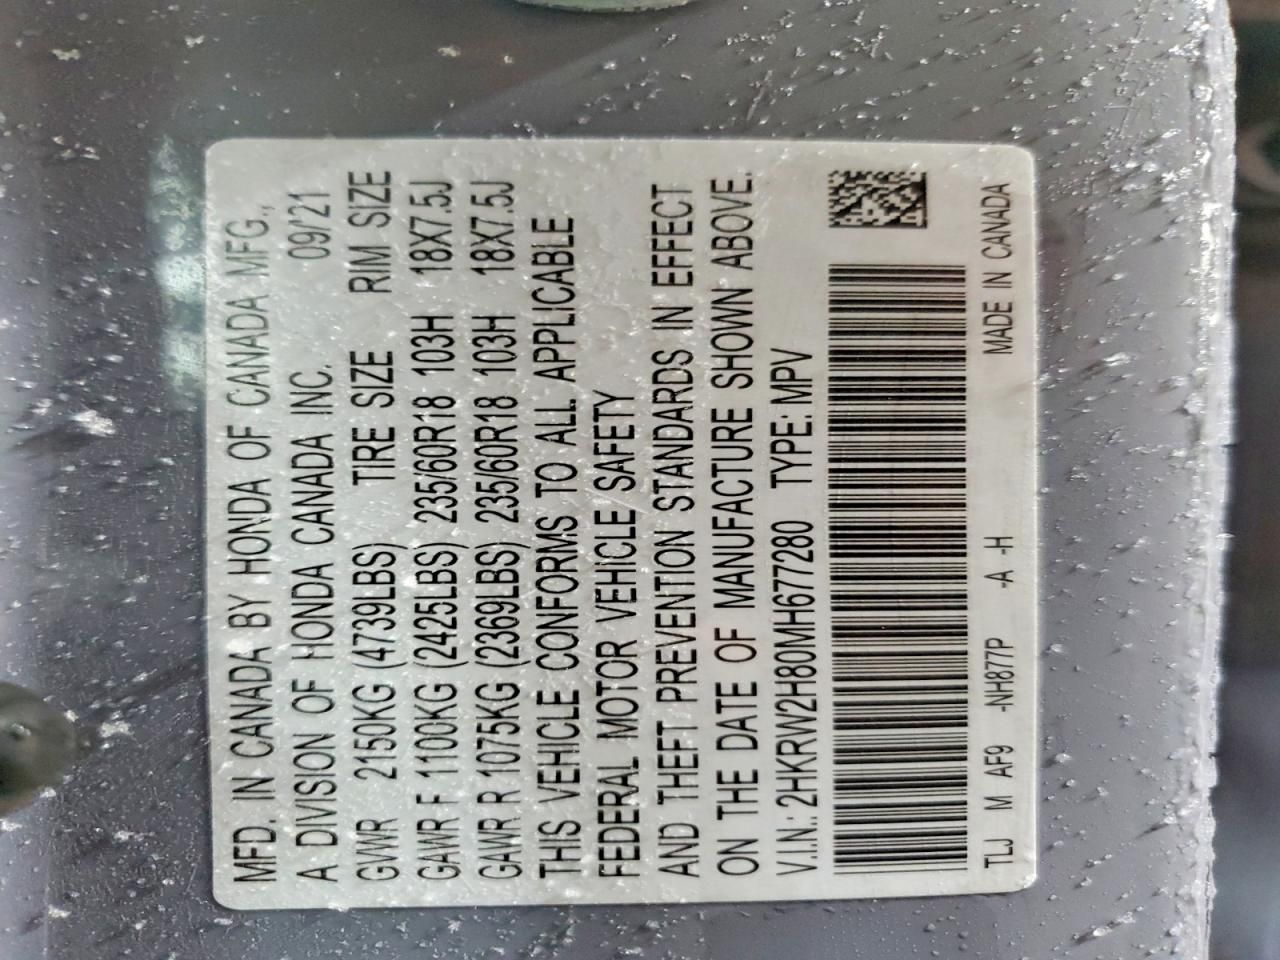 MFD. IN CANADA BY HONDA OF CANADA MFG.,
A DIVISION OF HONDA CANADA INC. 09/21
GVWR 2150KG (4739LBS) TIRE SIZE RIM SIZE
GAWR F 1100KG (2425LBS) 235/60R18 103H 18X7.5J
GAWR R 1075KG (2369LBS) 235/60R18 103H 18X7.5J
THIS VEHICLE CONFORMS TO ALL APPLICABLE
FEDERAL MOTOR VEHICLE SAFETY
AND THEFT PREVENTION STANDARDS IN EFFECT
ON THE DATE OF MANUFACTURE SHOWN ABOVE.
V.I.N.: 2HKRW2H80MH677280 TYPE: MPV
TLJ M AF9 -NH877P -A -H MADE IN CANADA